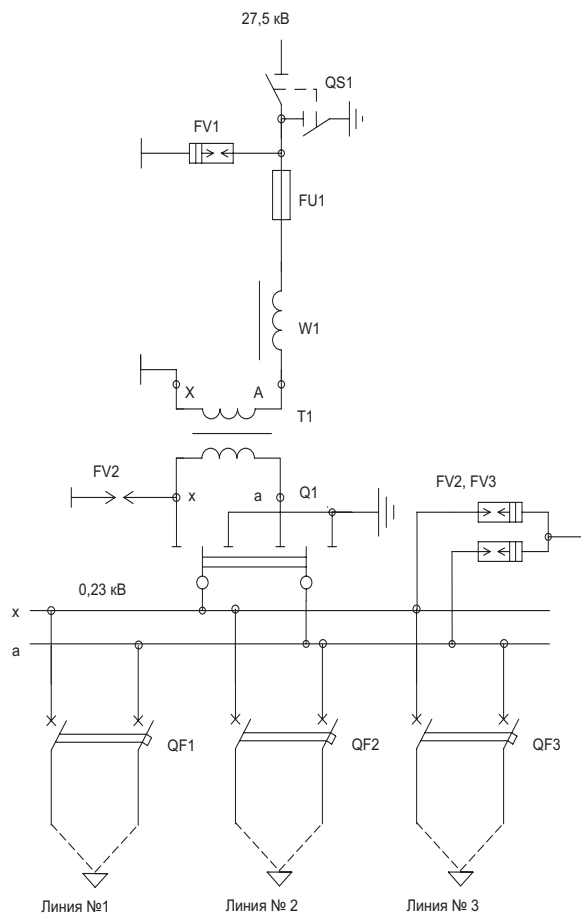 27,5 кВ
QS1
FV1
FU1
W1
X
A
T1
FV2
x
a
Q1
FV2, FV3
0,23 кВ
x
a
QF1
QF2
QF3
Линия №1
Линия № 2
Линия № 3